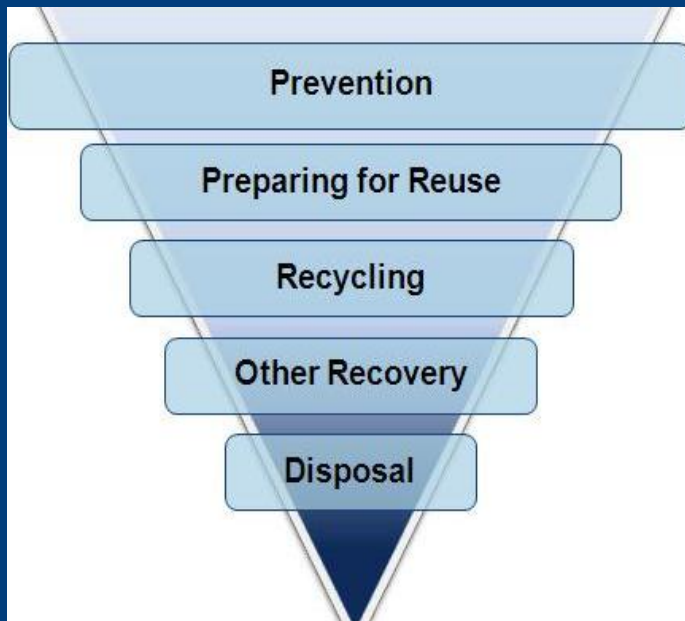 Prevention
Preparing for Reuse
Recycling
Other Recovery
Disposal